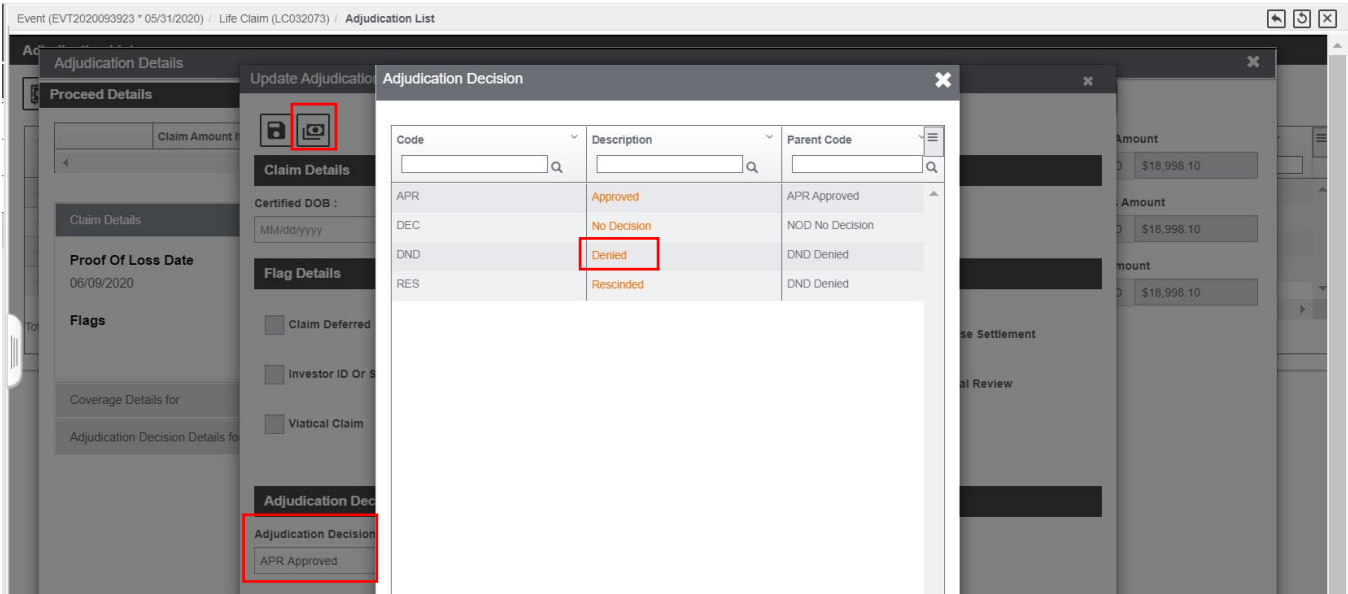 Event (EVT2020093923 * 05/31/2020) / Life Claim (LC032073) / Adjudication List
Adjudication Details
Proceed Details
Claim Amount
Claim Details
Proof Of Loss Date
06/09/2020
Flags
Coverage Details for
Adjudication Decision Details fo
Update Adjudication
Claim Details
Certified DOB :
MM/dd/yyyy
Flag Details
Claim Deferred
Investor ID Or S
Viatical Claim
Adjudication Dec
Adjudication Decision
APR Approved
Adjudication Decision
Code Description Parent Code
APR Approved APR Approved
DEC No Decision NOD No Decision
DND Denied DND Denied
RES Rescinded DND Denied
se Settlement
al Review
Amount
$18,998.10
Amount
$18,998.10
mount
$18,998.10